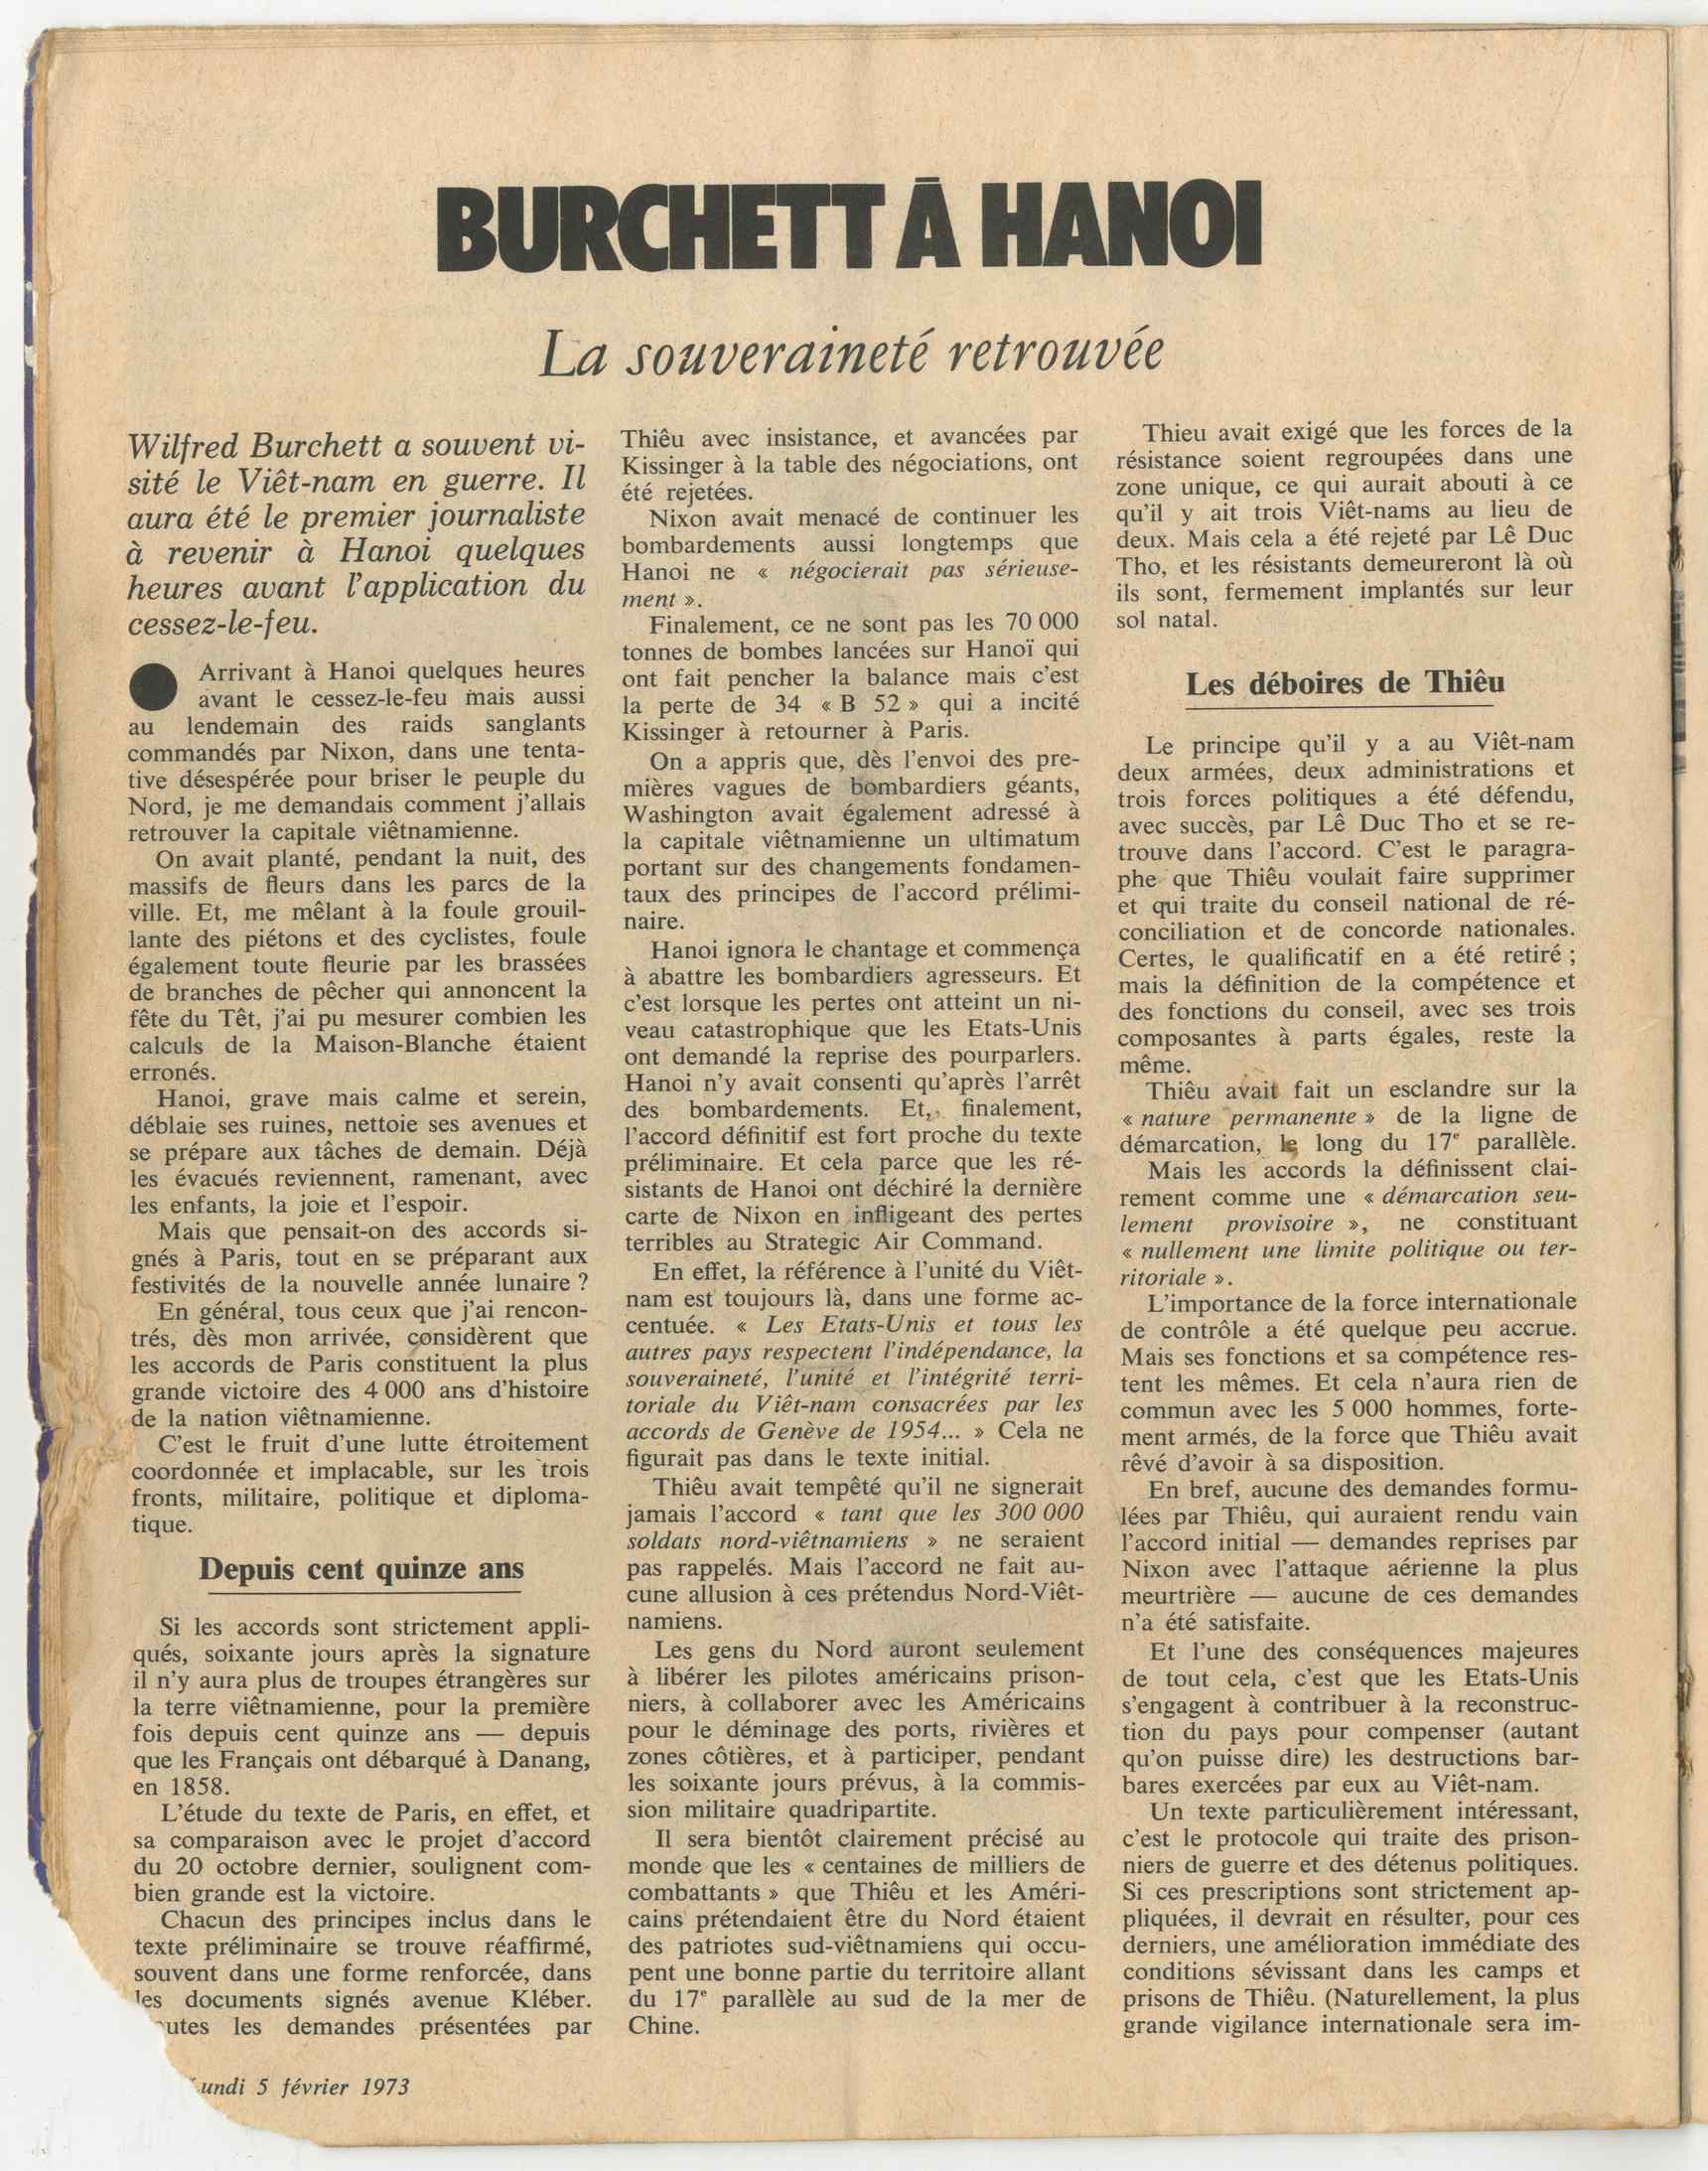 BURCHETT À HANOI
La souveraineté retrouvée
Wilfred Burchett a souvent vi-
sité le Viêt-nam en guerre. Il
aura été le premier journaliste
à revenir à Hanoi quelques
heures avant l'application du
cessez-le-feu.
Arrivant à Hanoi quelques heures
avant le cessez-le-feu mais aussi
au lendemain des raids sanglants
commandés par Nixon, dans une tenta-
tive désespérée pour briser le peuple du
Nord, je me demandais comment j'allais
retrouver la capitale viêtnamienne.
On avait planté, pendant la nuit, des
massifs de fleurs dans les parcs de la
ville. Et, me mêlant à la foule grouil-
lante des piétons et des cyclistes, foule
également toute fleurie par les brassées
de branches de pêcher qui annoncent la
fête du Têt, j'ai pu mesurer combien les
calculs de la Maison-Blanche étaient
erronés.
Hanoi, grave mais calme et serein,
déblaie ses ruines, nettoie ses avenues et
se prépare aux tâches de demain. Déjà
les évacués reviennent, ramenant, avec
les enfants, la joie et l'espoir.
Mais que pensait-on des accords si-
gnés à Paris, tout en se préparant aux
festivités de la nouvelle année lunaire ?
En général, tous ceux que j'ai rencon-
trés, dès mon arrivée, considèrent que
les accords de Paris constituent la plus
grande victoire des 4 000 ans d'histoire
de la nation viêtnamienne.
C'est le fruit d'une lutte étroitement
coordonnée et implacable, sur les trois
fronts, militaire, politique et diploma-
tique.
Depuis cent quinze ans
Si les accords sont strictement appli-
qués, soixante jours après la signature
il n'y aura plus de troupes étrangères sur
la terre viêtnamienne, pour la première
fois depuis cent quinze ans — depuis
que les Français ont débarqué à Danang,
en 1858.
L'étude du texte de Paris, en effet, et
sa comparaison avec le projet d'accord
du 20 octobre dernier, soulignent com-
bien grande est la victoire.
Chacun des principes inclus dans le
texte préliminaire se trouve réaffirmé,
souvent dans une forme renforcée, dans
les documents signés avenue Kléber.
utes les demandes présentées par
Thiêu avec insistance, et avancées par
Kissinger à la table des négociations, ont
été rejetées.
Nixon avait menacé de continuer les
bombardements aussi longtemps que
Hanoi ne « négocierait pas sérieuse-
ment ».
Finalement, ce ne sont pas les 70 000
tonnes de bombes lancées sur Hanoï qui
ont fait pencher la balance mais c'est
la perte de 34 « B 52 » qui a incité
Kissinger à retourner à Paris.
On a appris que, dès l'envoi des pre-
mières vagues de bombardiers géants,
Washington avait également adressé à
la capitale viêtnamienne un ultimatum
portant sur des changements fondamen-
taux des principes de l'accord prélimi-
naire.
Hanoi ignora le chantage et commença
à abattre les bombardiers agresseurs. Et
c'est lorsque les pertes ont atteint un ni-
veau catastrophique que les Etats-Unis
ont demandé la reprise des pourparlers.
Hanoi n'y avait consenti qu'après l'arrêt
des bombardements. Et, finalement,
l'accord définitif est fort proche du texte
préliminaire. Et cela parce que les ré-
sistants de Hanoi ont déchiré la dernière
carte de Nixon en infligeant des pertes
terribles au Strategic Air Command.
En effet, la référence à l'unité du Viêt-
nam est toujours là, dans une forme ac-
centuée. « Les Etats-Unis et tous les
autres pays respectent l'indépendance, la
souveraineté, l'unité et l'intégrité terri-
toriale du Viêt-nam consacrées par les
accords de Genève de 1954... » Cela ne
figurait pas dans le texte initial.
Thiêu avait tempêté qu'il ne signerait
jamais l'accord « tant que les 300 000
soldats nord-viêtnamiens » ne seraient
pas rappelés. Mais l'accord ne fait au-
cune allusion à ces prétendus Nord-Viêt-
namiens.
Les gens du Nord auront seulement
à libérer les pilotes américains prison-
niers, à collaborer avec les Américains
pour le déminage des ports, rivières et
zones côtières, et à participer, pendant
les soixante jours prévus, à la commis-
sion militaire quadripartite.
Il sera bientôt clairement précisé au
monde que les « centaines de milliers de
combattants » que Thiêu et les Améri-
cains prétendaient être du Nord étaient
des patriotes sud-viêtnamiens qui occu-
pent une bonne partie du territoire allant
du 17e parallèle au sud de la mer de
Chine.
Thieu avait exigé que les forces de la
résistance soient regroupées dans une
zone unique, ce qui aurait abouti à ce
qu'il y ait trois Viêt-nams au lieu de
deux. Mais cela a été rejeté par Lê Duc
Tho, et les résistants demeureront là où
ils sont, fermement implantés sur leur
sol natal.
Les déboires de Thiêu
Le principe qu'il y a au Viêt-nam
deux armées, deux administrations et
trois forces politiques a été défendu,
avec succès, par Lê Duc Tho et se re-
trouve dans l'accord. C'est le paragra-
phe que Thiêu voulait faire supprimer
et qui traite du conseil national de ré-
conciliation et de concorde nationales.
Certes, le qualificatif en a été retiré ;
mais la définition de la compétence et
des fonctions du conseil, avec ses trois
composantes à parts égales, reste la
même.
Thiêu avait fait un esclandre sur la
« nature permanente » de la ligne de
démarcation, le long du 17e parallèle.
Mais les accords la définissent clai-
rement comme une « démarcation seu-
lement provisoire », ne constituant
« nullement une limite politique ou ter-
ritoriale ».
L'importance de la force internationale
de contrôle a été quelque peu accrue.
Mais ses fonctions et sa compétence res-
tent les mêmes. Et cela n'aura rien de
commun avec les 5 000 hommes, forte-
ment armés, de la force que Thiêu avait
rêvé d'avoir à sa disposition.
En bref, aucune des demandes formu-
lées par Thiêu, qui auraient rendu vain
l'accord initial — demandes reprises par
Nixon avec l'attaque aérienne la plus
meurtrière — aucune de ces demandes
n'a été satisfaite.
Et l'une des conséquences majeures
de tout cela, c'est que les Etats-Unis
s'engagent à contribuer à la reconstruc-
tion du pays pour compenser (autant
qu'on puisse dire) les destructions bar-
bares exercées par eux au Viêt-nam.
Un texte particulièrement intéressant,
c'est le protocole qui traite des prison-
niers de guerre et des détenus politiques.
Si ces prescriptions sont strictement ap-
pliquées, il devrait en résulter, pour ces
derniers, une amélioration immédiate des
conditions sévissant dans les camps et
prisons de Thiêu. (Naturellement, la plus
grande vigilance internationale sera im-
undi 5 février 1973